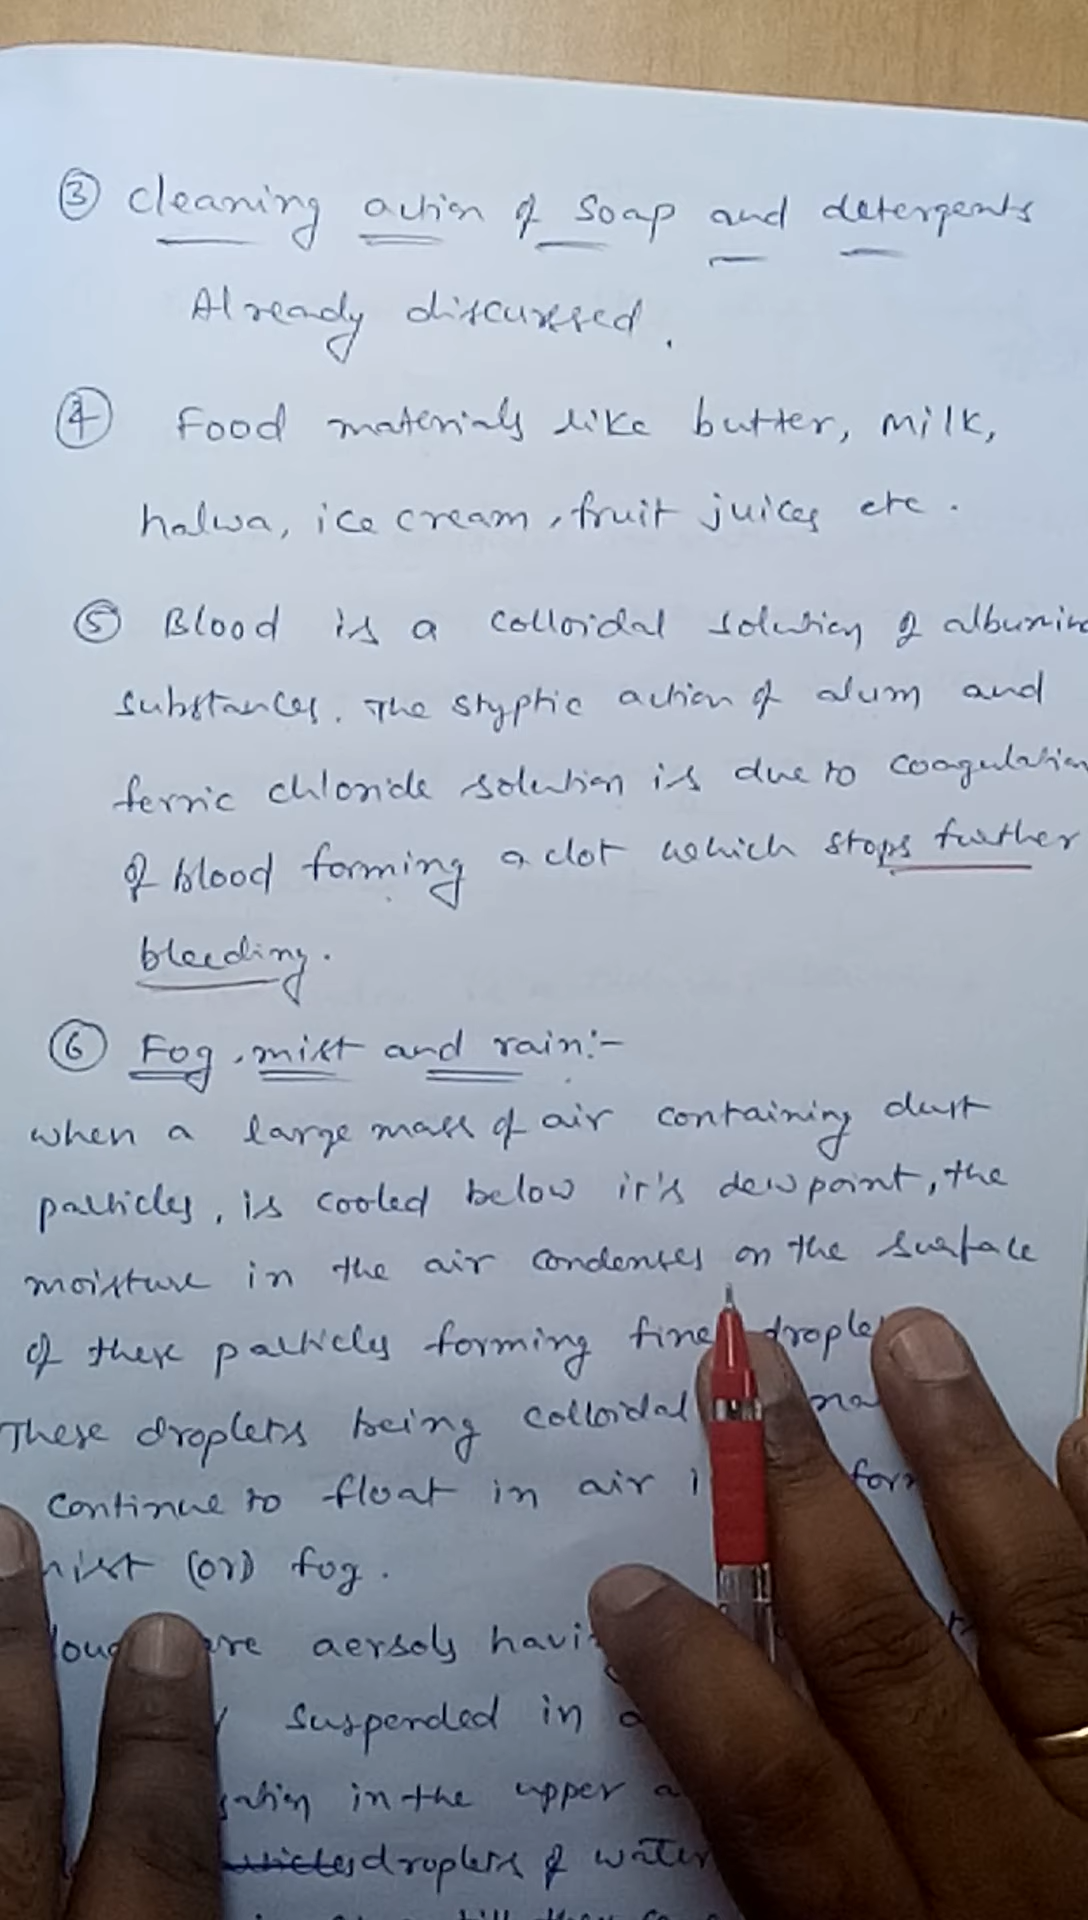 ③ cleaning action of soap and detergents
Already discussed.
④ Food materials like butter, milk,
halwa, ice cream, fruit juices etc.
⑤ Blood is a colloidal solution of
substances. The styptic action of alum and
ferric chloride solution is due to coagulation
of blood forming a clot which stops further
bleeding.
⑥ Fog, mist and rain:-
when a large mass of air containing dust
particles, is cooled below it's dew point, the
moisture in the air condenses on the surface
of these particles forming fine
These droplets being colloidal
continue to float in air
mist (or) fog.
are aersols
suspended in
in the upper
droplets of water